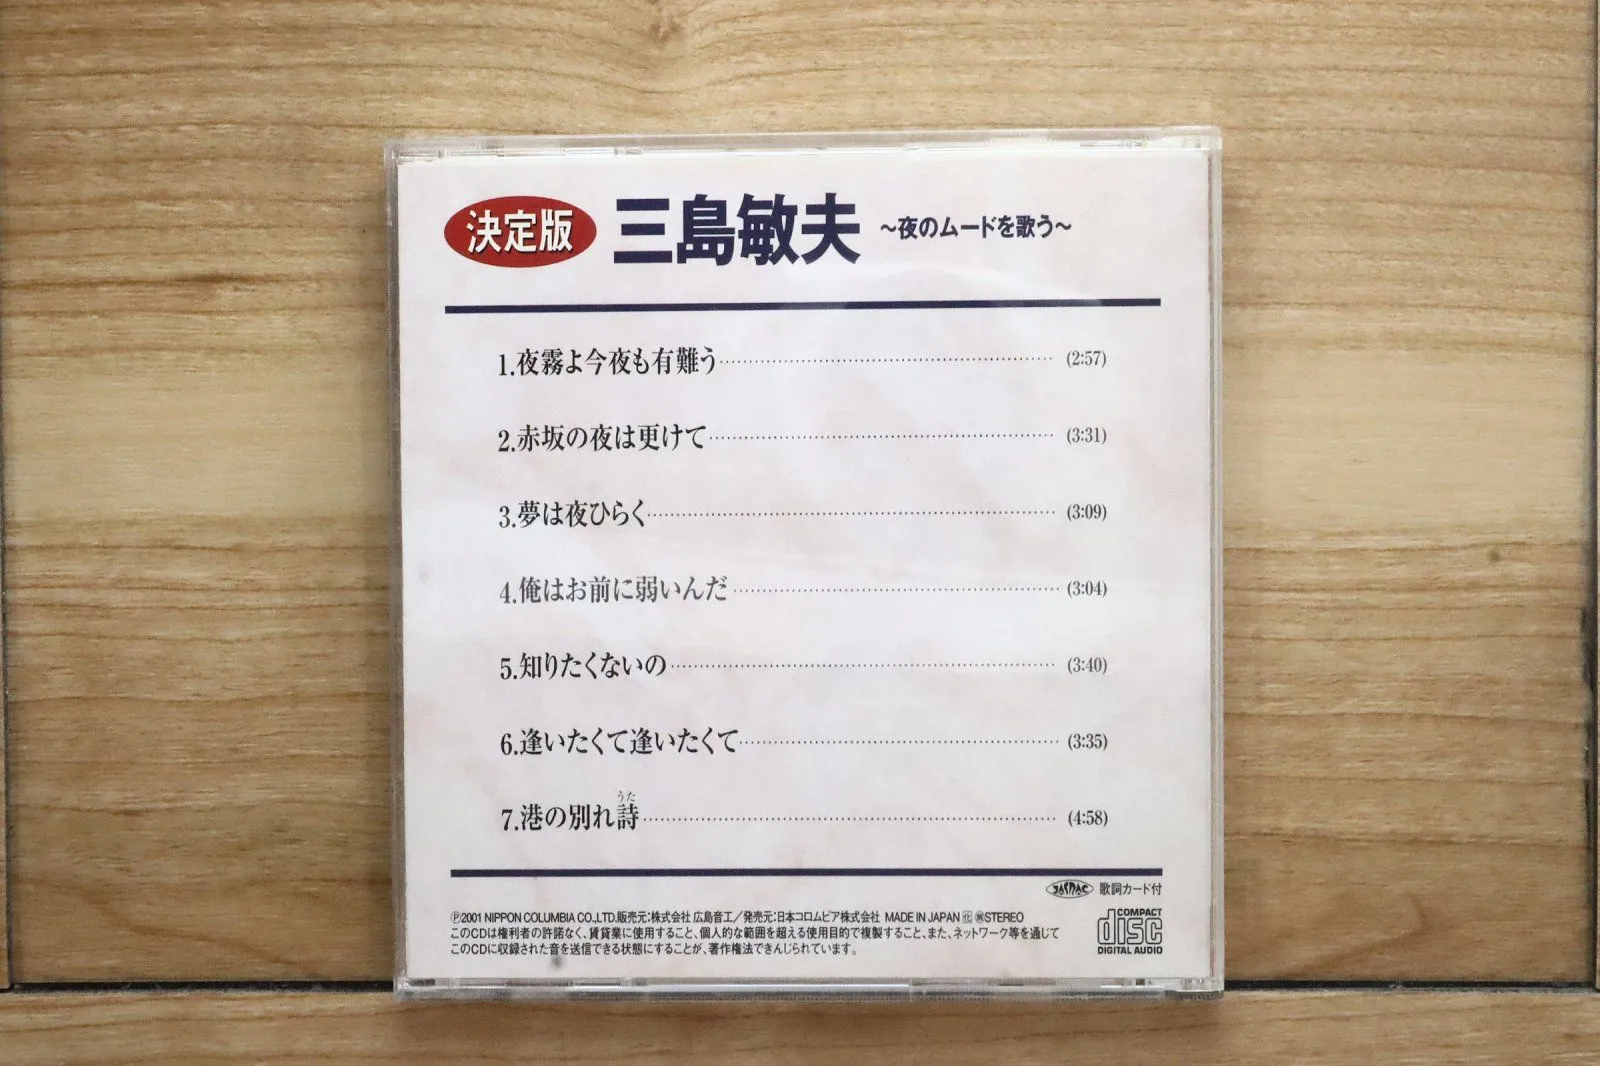 決定版 三島敏夫 ～夜のムードを歌う～
1.夜霧よ今夜も有難う (2:57)
2.赤坂の夜は更けて (3:31)
3.夢は夜ひらく (3:09)
4.俺はお前に弱いんだ (3:04)
5.知りたくないの (3:40)
6.逢いたくて逢いたくて (3:35)
うた
7.港の別れ詩 (4:58)
JASRAC 歌詞カード付
Ⓟ2001 NIPPON COLUMBIA CO.,LTD.販売元:株式会社 広島音工／発売元:日本コロムビア株式会社 MADE IN JAPAN STEREO
このCDは権利者の許諾なく、賃貸業に使用すること、個人的な範囲を超える使用目的で複製すること、また、ネットワーク等を通じて
このCDに収録された音を送信できる状態にすることが、著作権法できんじられています。
COMPACT
disc
DIGITAL AUDIO